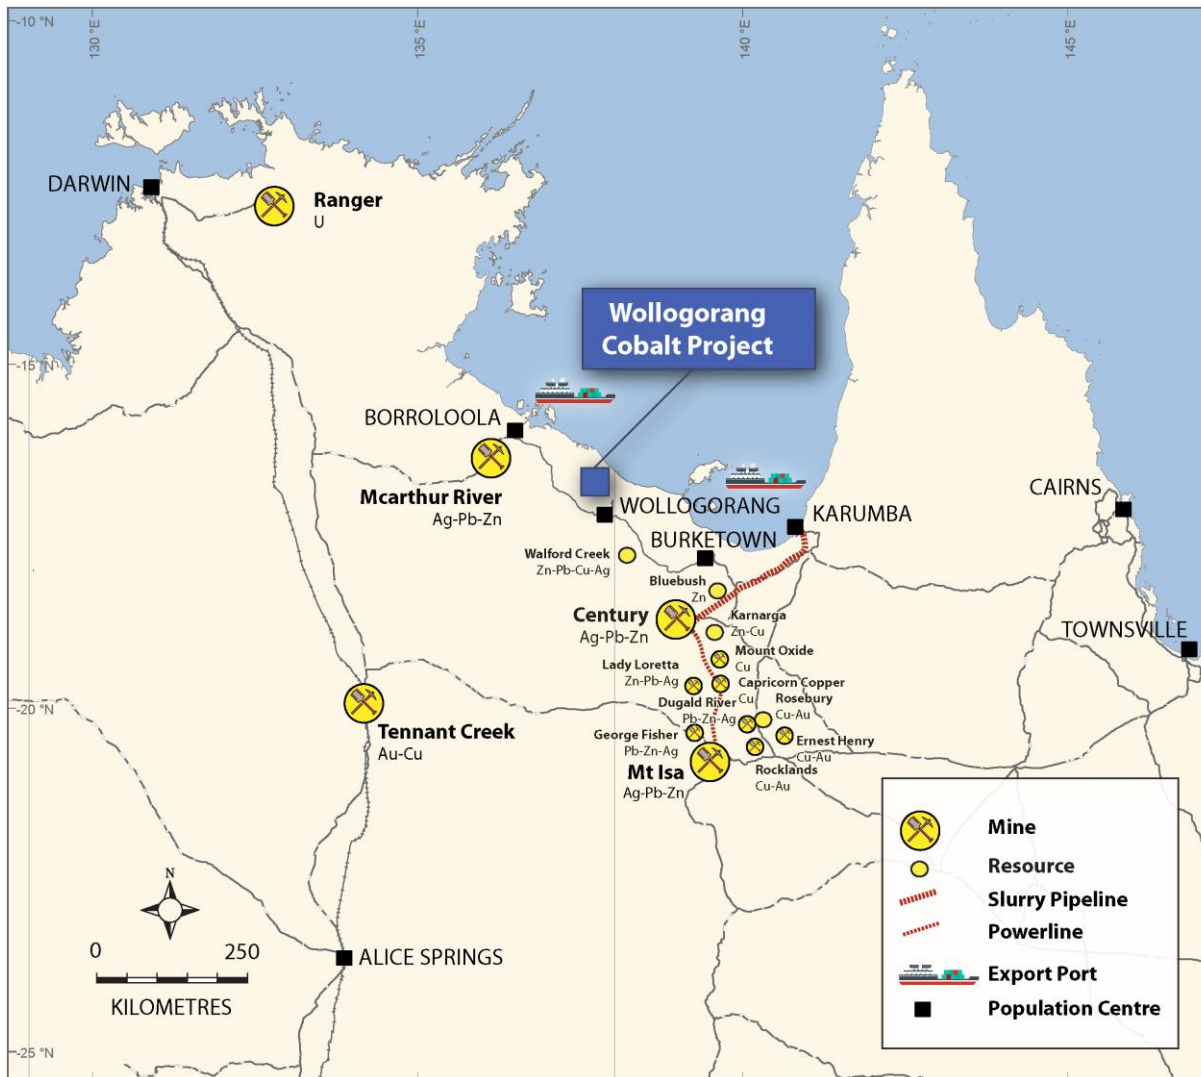 -10 °N
130 °E
135 °E
140 °E
145 °E
DARWIN
Ranger
U
Wollogorang
Cobalt Project
-15 °N
BORROLOOLA
Mcarthur River
Ag-Pb-Zn
WOLLOGORANG
KARUMBA
CAIRNS
BURKETOWN
Walford Creek
Zn-Pb-Cu-Ag
Bluebush
Zn
Century
Ag-Pb-Zn
Karnarga
Zn-Cu
TOWNSVILLE
Mount Oxide
Cu
Lady Loretta
Zn-Pb-Ag
Capricorn Copper
Cu
Rosebury
Cu-Au
Dugald River
Pb-Zn-Ag
-20 °N
Tennant Creek
Au-Cu
George Fisher
Pb-Zn-Ag
Ernest Henry
Cu-Au
Mt Isa
Ag-Pb-Zn
Rocklands
Cu-Au
Mine
Resource
Slurry Pipeline
Powerline
Export Port
Population Centre
N
0
250
KILOMETRES
ALICE SPRINGS
-25 °N